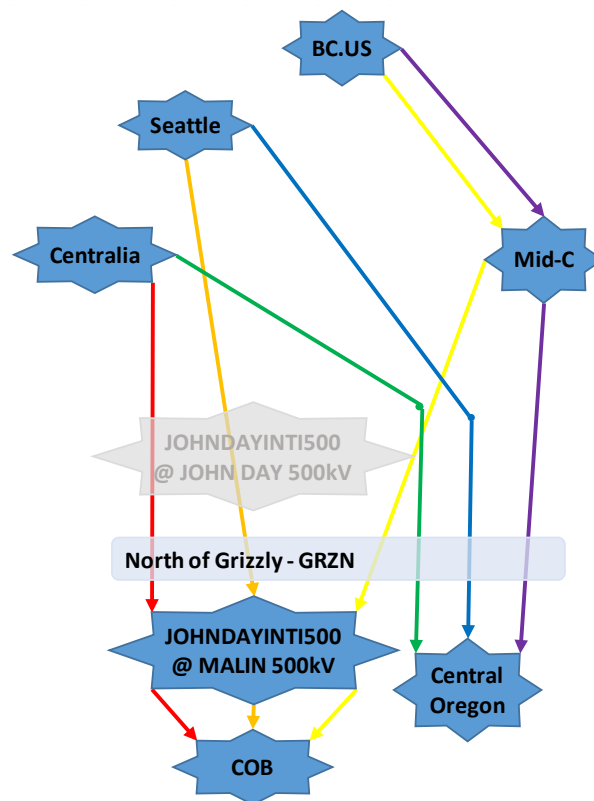 BC.US
Seattle
Centralia
Mid-C
JOHNDAYINTI500
@ JOHN DAY 500kV
North of Grizzly - GRZN
JOHNDAYINTI500
@ MALIN 500kV
Central
Oregon
COB